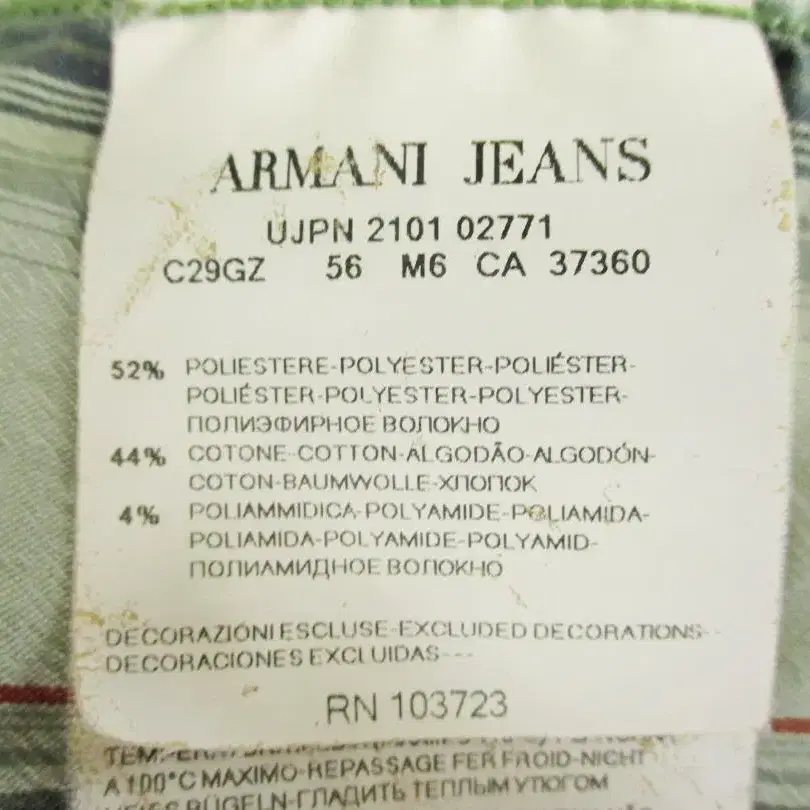 ARMANI JEANS
UJPN 2101 02771
C29GZ 56 M6 CA 37360
52% POLIESTERE-POLYESTER-POLIÉSTER-
POLIÉSTER-POLYESTER-POLYESTER-
ПОЛИЭФИРНОЕ ВОЛОКНО
44% COTONE-COTTON-ALGODÃO-ALGODÓN-
COTON-BAUMWOLLE-ХЛОПОК
4% POLIAMMIDICA-POLYAMIDE-POLIAMIDA-
POLIAMIDA-POLYAMIDE-POLYAMID-
ПОЛИАМИДНОЕ ВОЛОКНО
DECORAZIONI ESCLUSE-EXCLUDED DECORATIONS--
DECORACIONES EXCLUIDAS---
RN 103723
A 100°C MAXIMO-REPASSAGE FER FROID-NICHT
HEISS BÜGELN-ГЛАДИТЬ ТЕПЛЫМ УТЮГОМ